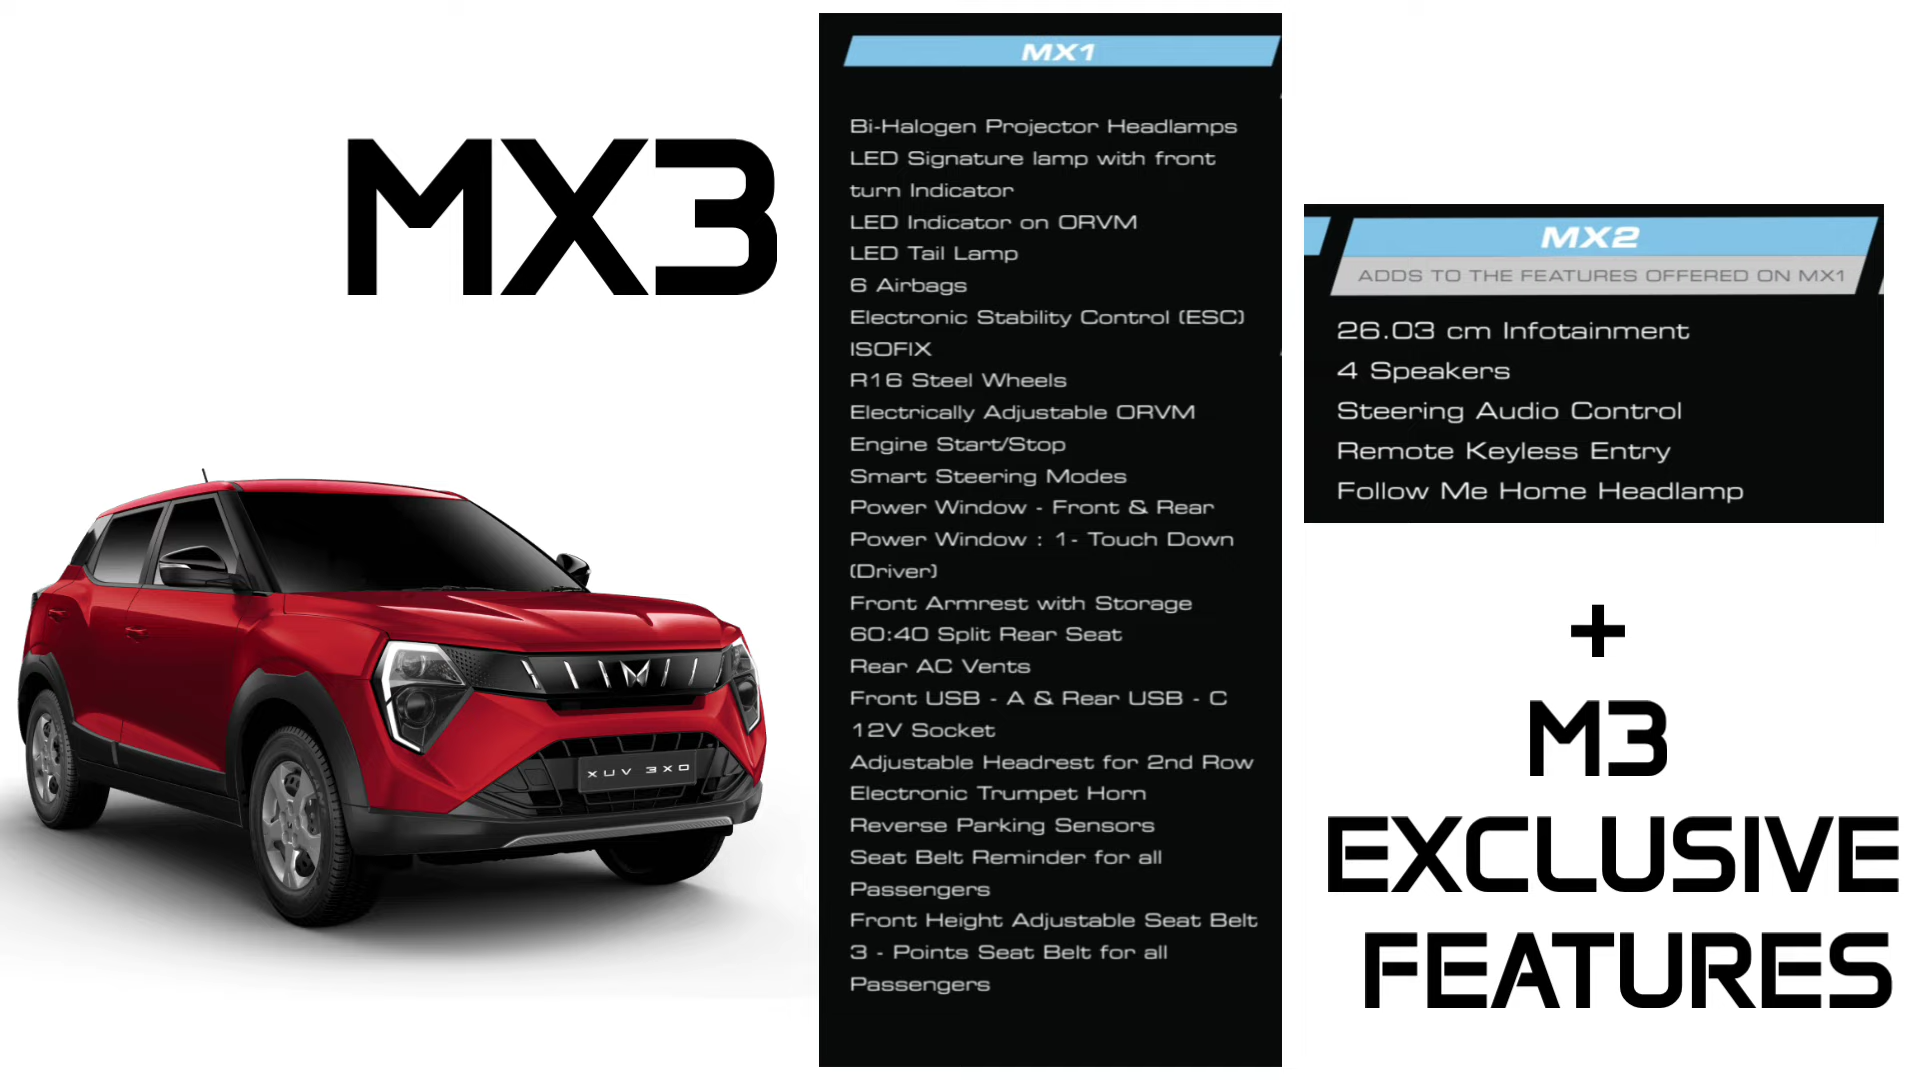 MX3
XUV 3XO
MX1
Bi-Halogen Projector Headlamps
LED Signature lamp with front
turn Indicator
LED Indicator on ORVM
LED Tail Lamp
6 Airbags
Electronic Stability Control (ESC)
ISOFIX
R16 Steel Wheels
Electrically Adjustable ORVM
Engine Start/Stop
Smart Steering Modes
Power Window - Front & Rear
Power Window : 1- Touch Down
(Driver)
Front Armrest with Storage
60:40 Split Rear Seat
Rear AC Vents
Front USB - A & Rear USB - C
12V Socket
Adjustable Headrest for 2nd Row
Electronic Trumpet Horn
Reverse Parking Sensors
Seat Belt Reminder for all
Passengers
Front Height Adjustable Seat Belt
3 - Points Seat Belt for all
Passengers
MX2
ADDS TO THE FEATURES OFFERED ON MX1
26.03 cm Infotainment
4 Speakers
Steering Audio Control
Remote Keyless Entry
Follow Me Home Headlamp
+
M3
EXCLUSIVE
FEATURES